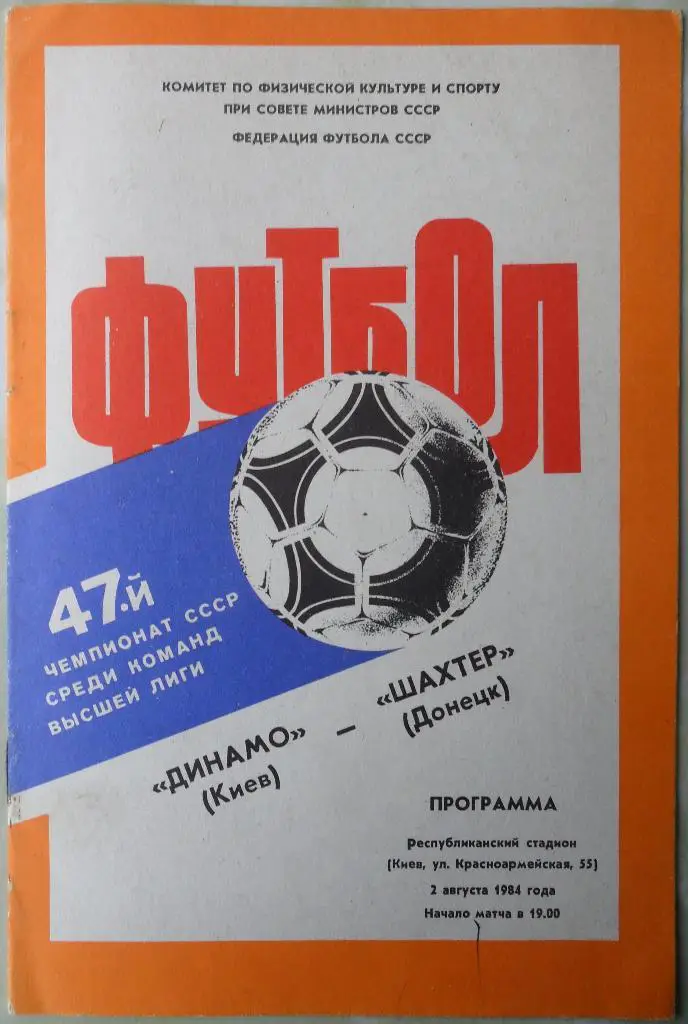 КОМИТЕТ ПО ФИЗИЧЕСКОЙ КУЛЬТУРЕ И СПОРТУ
ПРИ СОВЕТЕ МИНИСТРОВ СССР
ФЕДЕРАЦИЯ ФУТБОЛА СССР
ФУТБОЛ
47-й
ЧЕМПИОНАТ СССР
СРЕДИ КОМАНД
ВЫСШЕЙ ЛИГИ
«ДИНАМО» – «ШАХТЕР»
(Киев) (Донецк)
ПРОГРАММА
Республиканский стадион
(Киев, ул. Красноармейская, 55)
2 августа 1984 года
Начало матча в 19.00